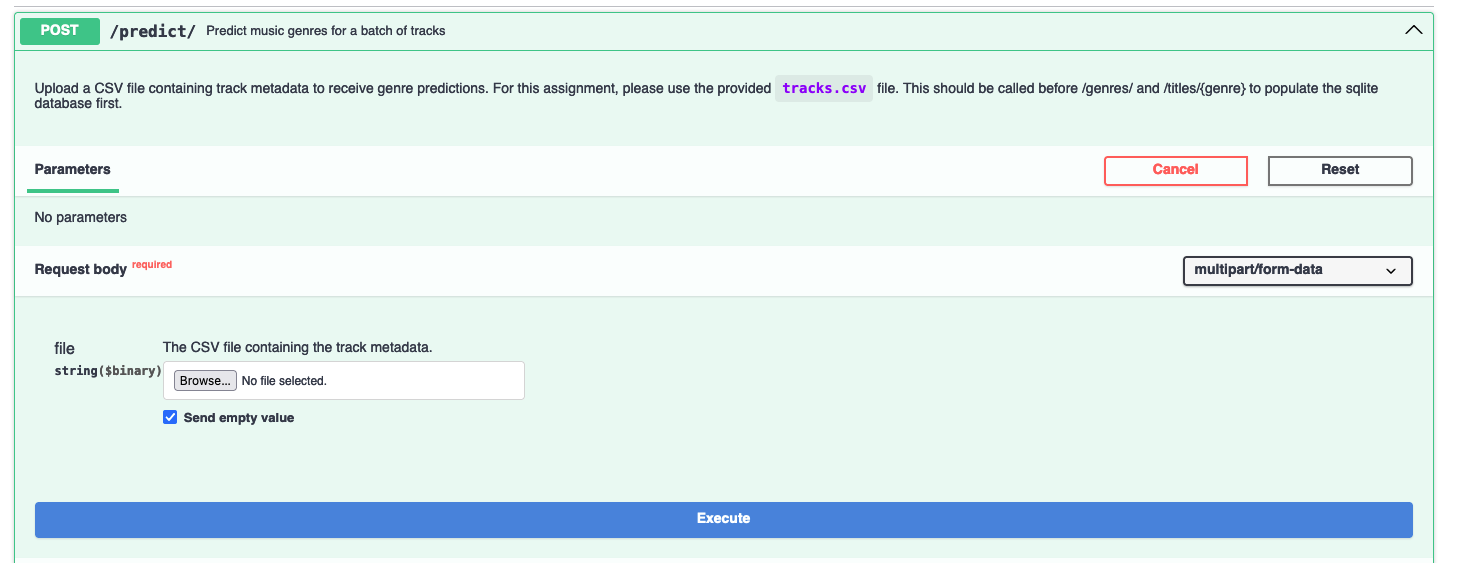 POST /predict/ Predict music genres for a batch of tracks
Upload a CSV file containing track metadata to receive genre predictions. For this assignment, please use the provided tracks.csv file. This should be called before /genres/ and /titles/{genre} to populate the sqlite
database first.
Parameters Cancel Reset
No parameters
Request body required multipart/form-data
file The CSV file containing the track metadata.
string($binary) Browse... No file selected.
Send empty value
Execute